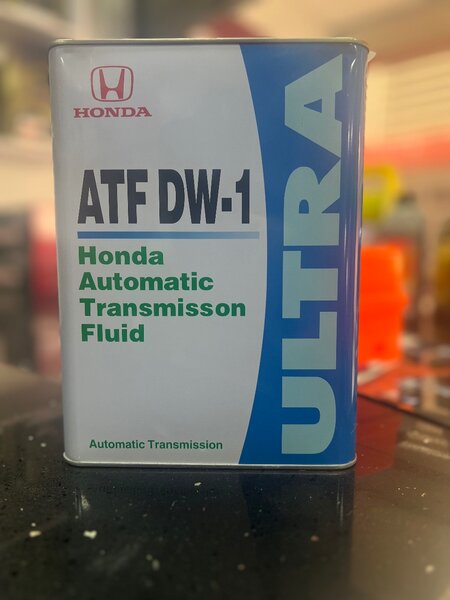 HONDA
ATF DW-1
Honda
Automatic
Transmisson
Fluid
Automatic Transmission
ULTRA